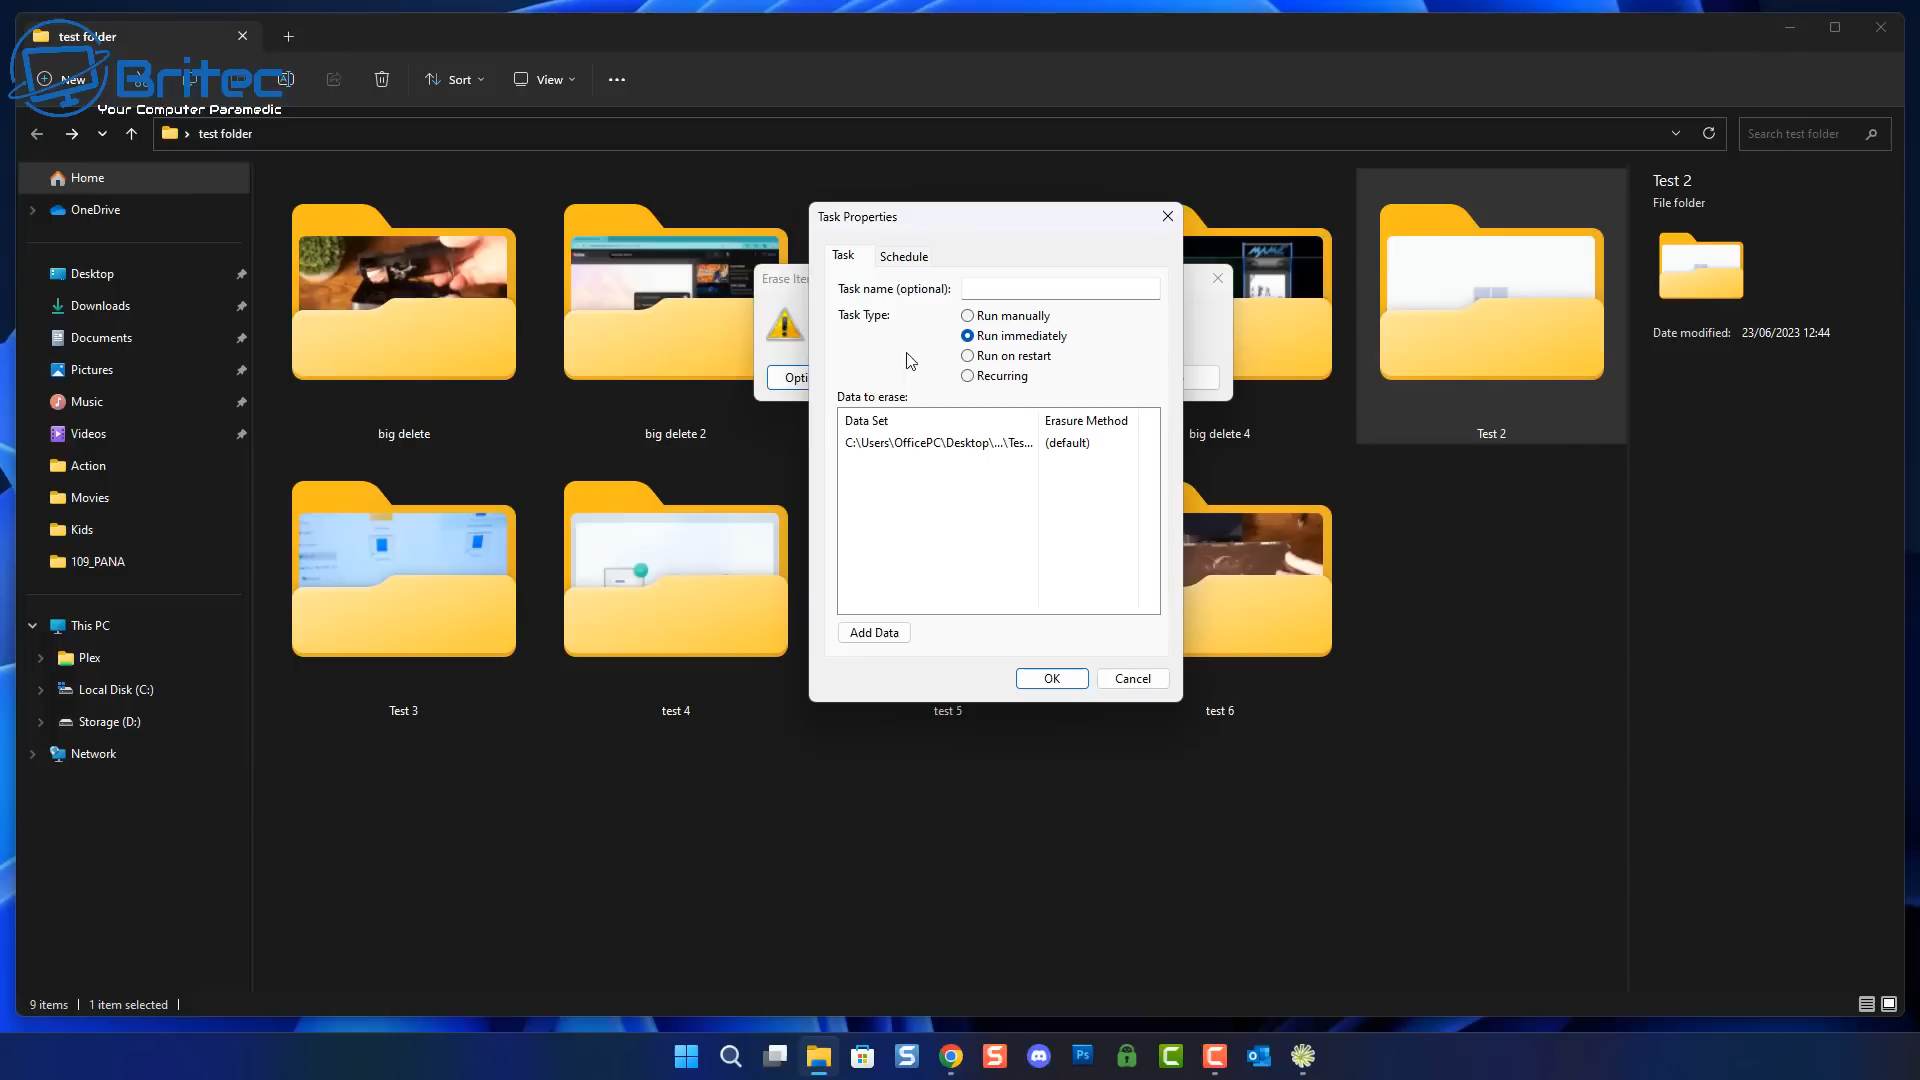 test folder
New
Sort
View
Britec
Your Computer Paramedic
test folder
Search test folder
Home
OneDrive
Desktop
Downloads
Documents
Pictures
Music
Videos
Action
Movies
Kids
109_PANA
This PC
Plex
Local Disk (C:)
Storage (D:)
Network
big delete
big delete 2
big delete 4
Test 2
Test 3
test 4
test 5
test 6
Erase
Task Properties
Task
Schedule
Task name (optional):
Task Type:
Run manually
Run immediately
Run on restart
Recurring
Data to erase:
Data Set
Erasure Method
C:\Users\OfficePC\Desktop\...\Tes...
(default)
Add Data
OK
Cancel
Test 2
File folder
Date modified: 23/06/2023 12:44
9 items
1 item selected
Ps